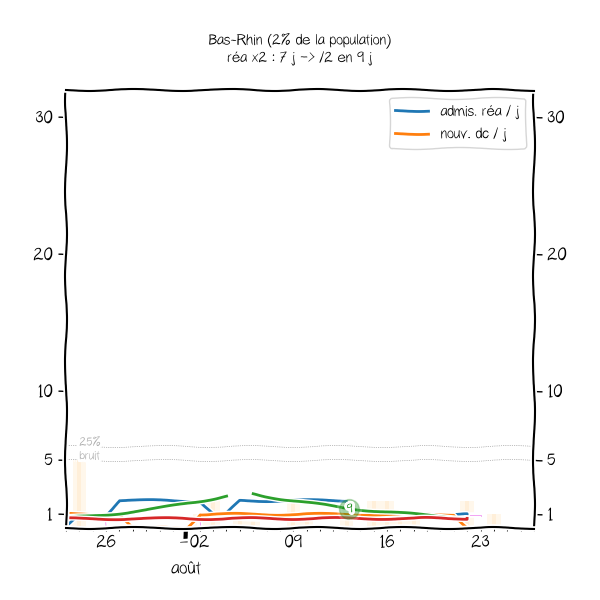 Bas-Rhin (2% de la population)
réa x2 : 7 j -> /2 en 9 j
admis. réa / j
nouv. dc / j
30
30
20
20
10
10
25%
bruit
5
5
9
1
1
26
02
09
16
23
août